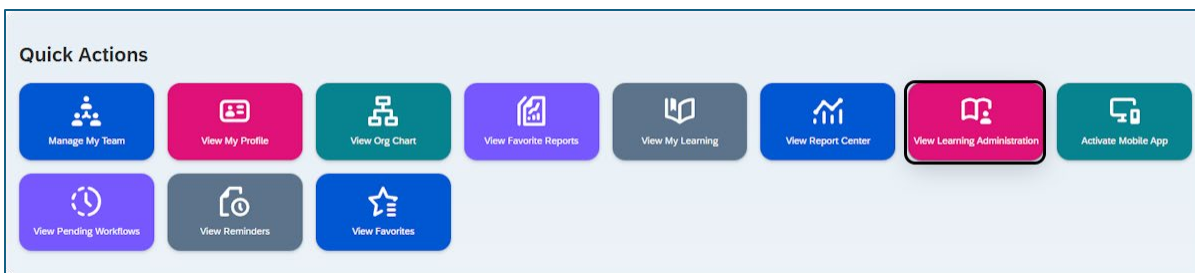 Quick Actions
Manage My Team
View My Profile
View Org Chart
View Favorite Reports
View My Learning
View Report Center
View Learning Administration
Activate Mobile App
View Pending Workflows
View Reminders
View Favorites